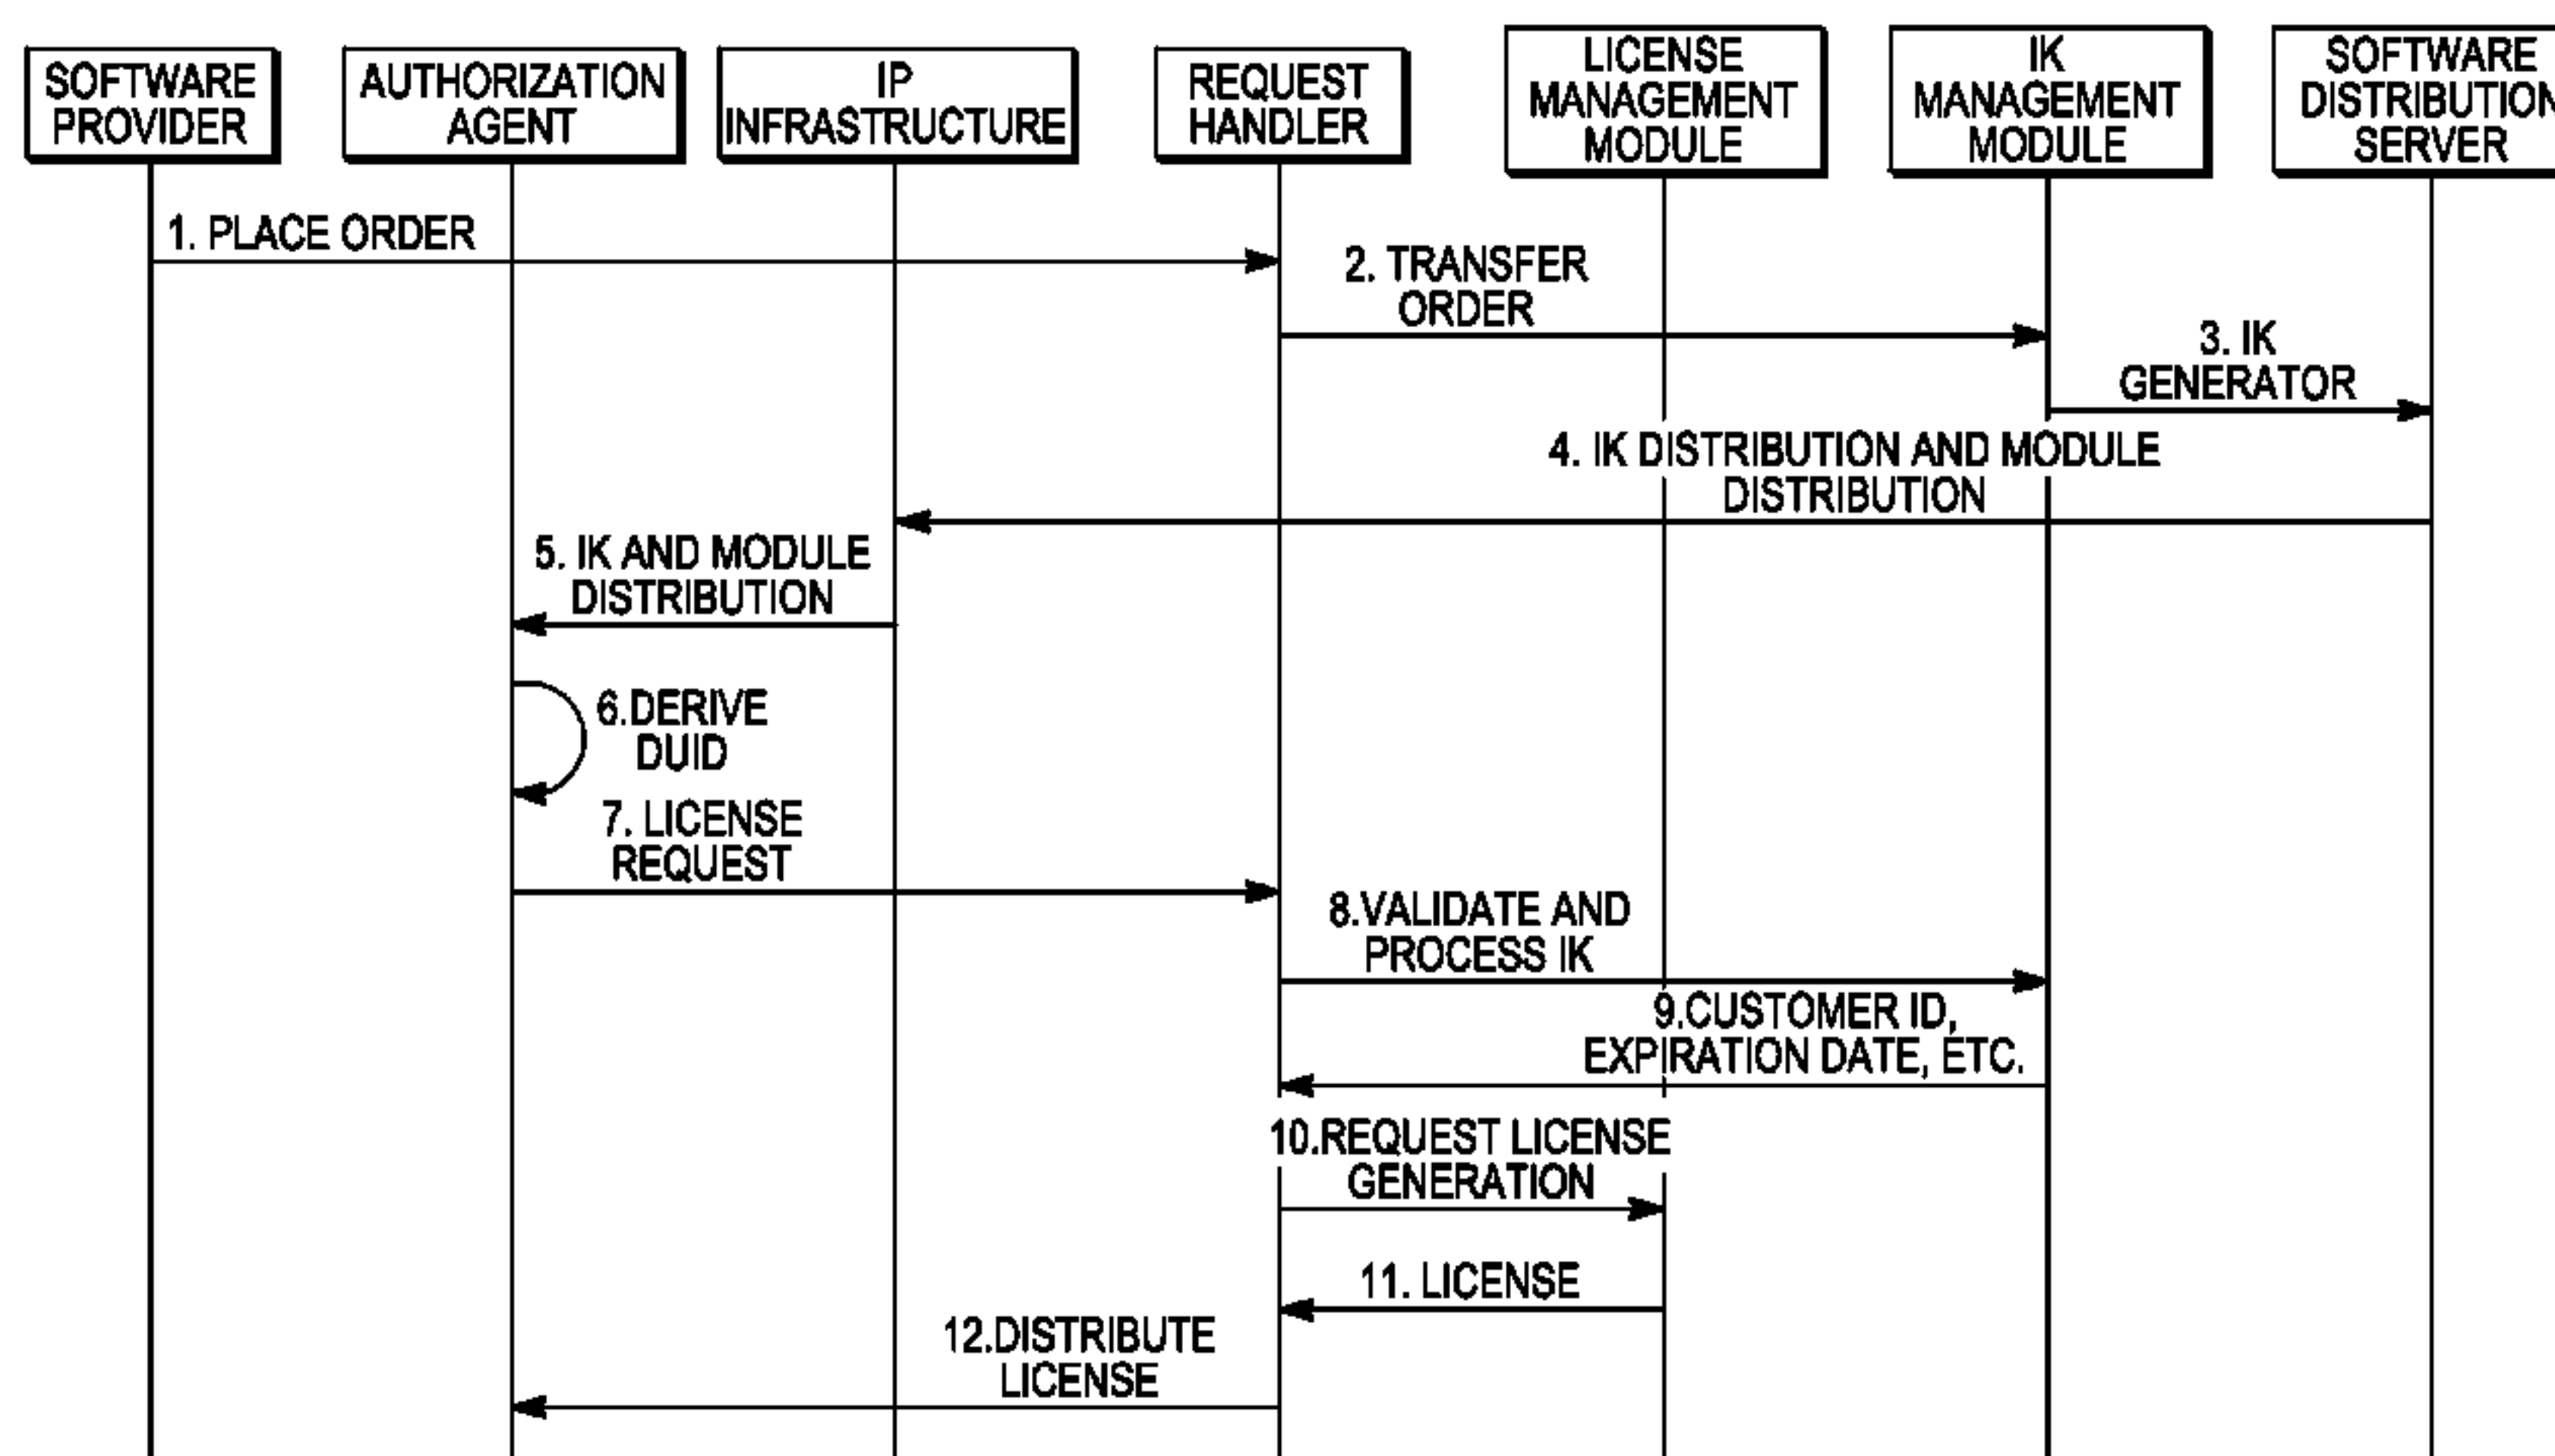 SOFTWARE
PROVIDER
AUTHORIZATION
AGENT
IP
INFRASTRUCTURE
REQUEST
HANDLER
LICENSE
MANAGEMENT
MODULE
IK
MANAGEMENT
MODULE
SOFTWARE
DISTRIBUTION
SERVER
1. PLACE ORDER
2. TRANSFER
ORDER
3. IK
GENERATOR
4. IK DISTRIBUTION AND MODULE
DISTRIBUTION
5. IK AND MODULE
DISTRIBUTION
6.DERIVE
DUID
7. LICENSE
REQUEST
8.VALIDATE AND
PROCESS IK
9.CUSTOMER ID,
EXPIRATION DATE, ETC.
10.REQUEST LICENSE
GENERATION
11. LICENSE
12.DISTRIBUTE
LICENSE